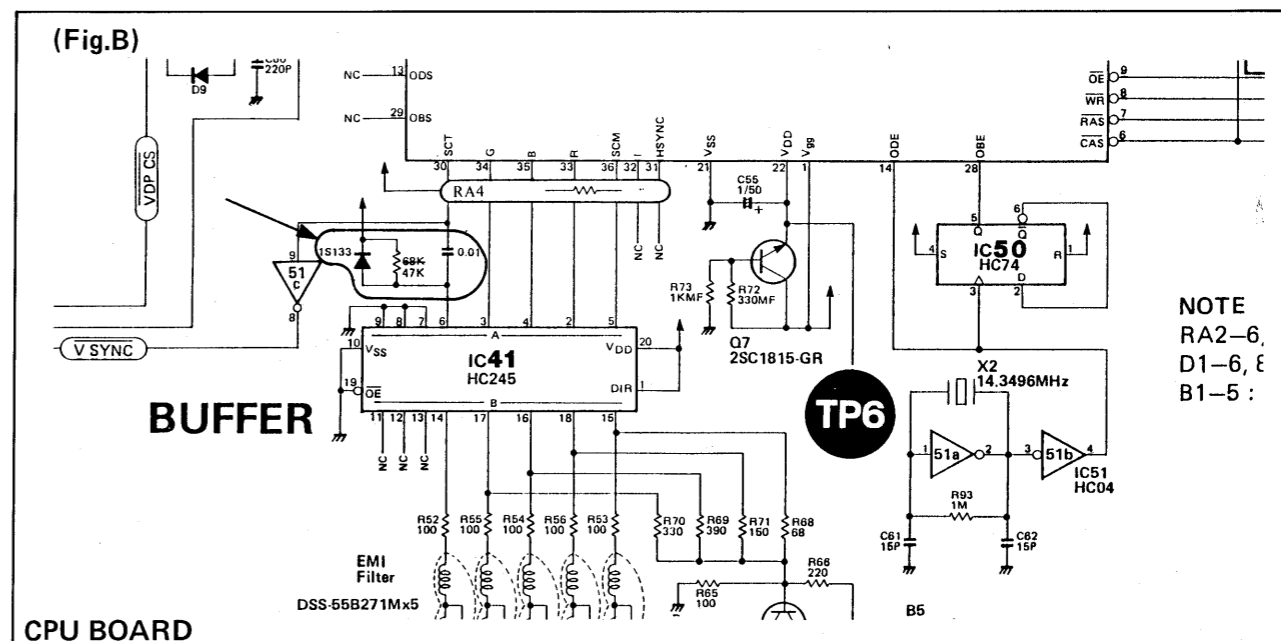 (Fig.B)
220P
D9
NC 13 ODS
NC 29 OBS
SCT G B R SCM I HSYNC
VSS VDD Vgg ODE OBE
OE 9
WR 8
RAS 7
CAS 6
30 34 35 33 36 32 31 21 22 1 14 28
VDP CS
RA4
C55
1/50
+
1S133
68K
47K
0.01
NC NC
9
51
C
8
V SYNC
6
5 Q Q
4 S IC50 R 1
HC74
3 D 2
R73
1KMF
R72
330MF
Q7
2SC1815-GR
9 8 7 6 3 4 2 5
A
10 VSS IC41 VDD 20
HC245
19 OE DIR 1
B
11 12 13 14 17 16 18 15
NC NC NC
BUFFER
TP6
X2
14.3496MHz
1 51a 2 3 51b 4
IC51
HC04
R93
1M
C61
15P
C62
15P
B5
NOTE
RA2-6,
D1-6,
B1-5 :
R52
100
R55
100
R54
100
R56
100
R53
100
R70
330
R69
390
R71
150
R68
68
R66
220
R65
100
EMI
Filter
DSS-55B271Mx5
CPU BOARD